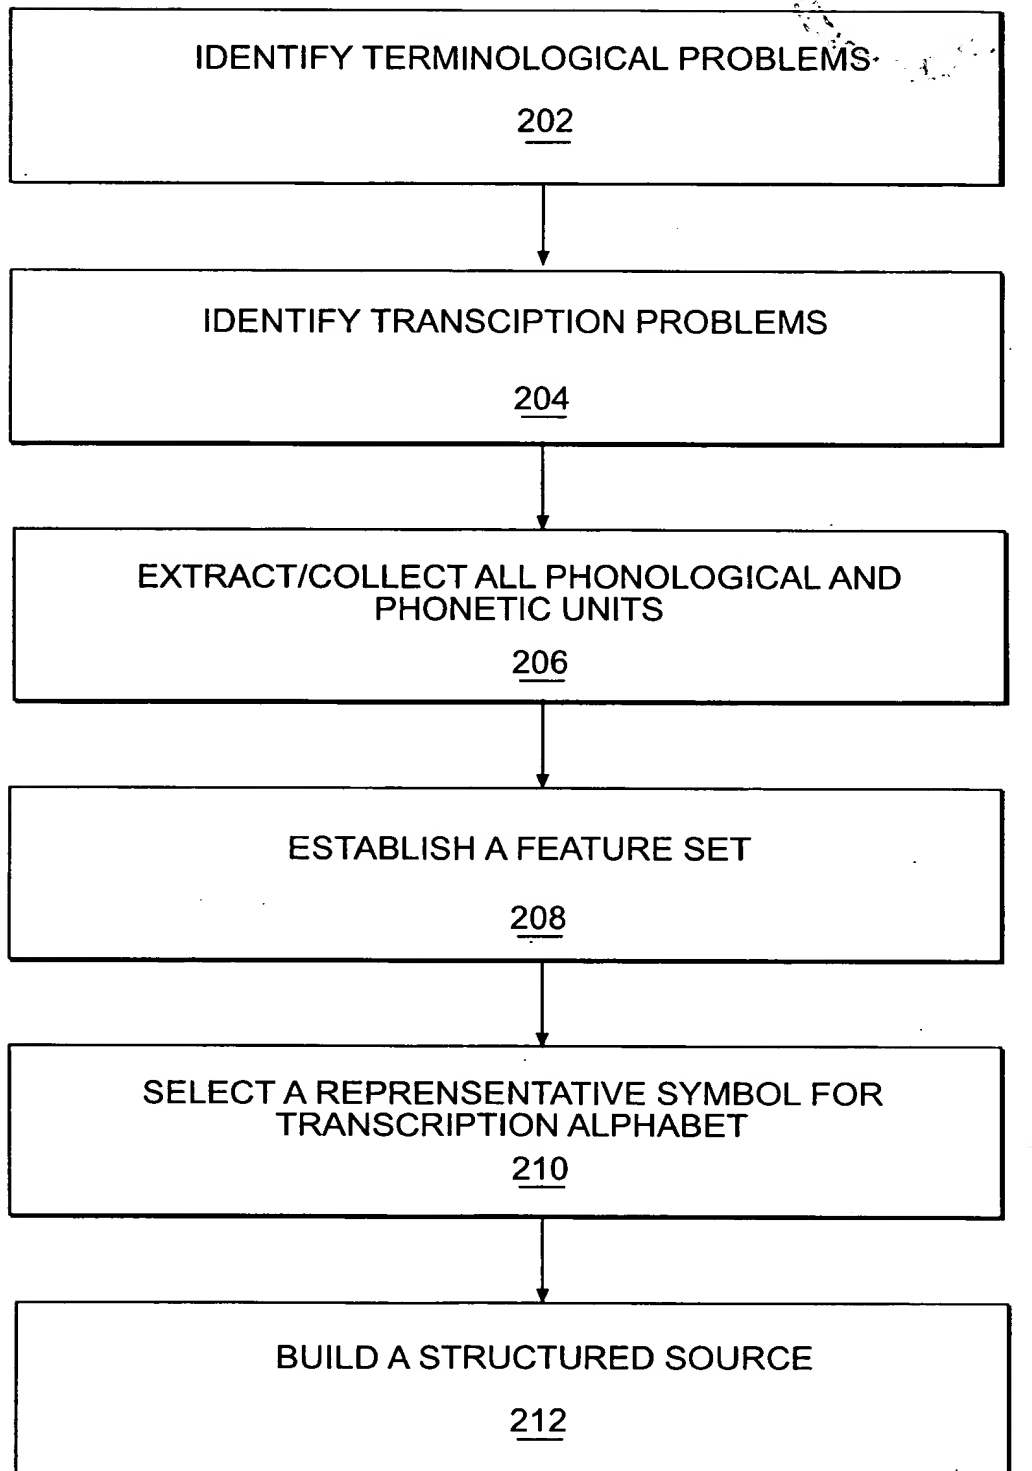 IDENTIFY TERMINOLOGICAL PROBLEMS
202
IDENTIFY TRANSCIPTION PROBLEMS
204
EXTRACT/COLLECT ALL PHONOLOGICAL AND
PHONETIC UNITS
206
ESTABLISH A FEATURE SET
208
SELECT A REPRENSENTATIVE SYMBOL FOR
TRANSCRIPTION ALPHABET
210
BUILD A STRUCTURED SOURCE
212